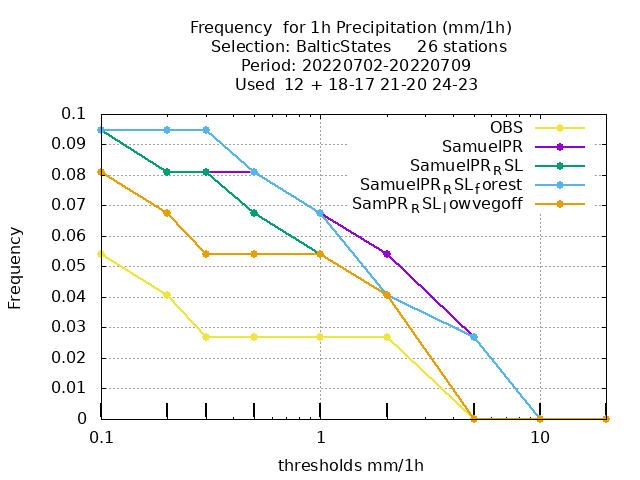 Frequency  for 1h Precipitation (mm/1h)
Selection: BalticStates     26 stations
Period: 20220702-20220709
Used  12 + 18-17 21-20 24-23
0.1
0.09
0.08
0.07
0.06
0.05
0.04
0.03
0.02
0.01
0
Frequency
OBS
SamuelPR
SamuelPR_RSL
SamuelPR_RSL_forest
SamPR_RSL_lowvegoff
0.1
1
10
thresholds mm/1h